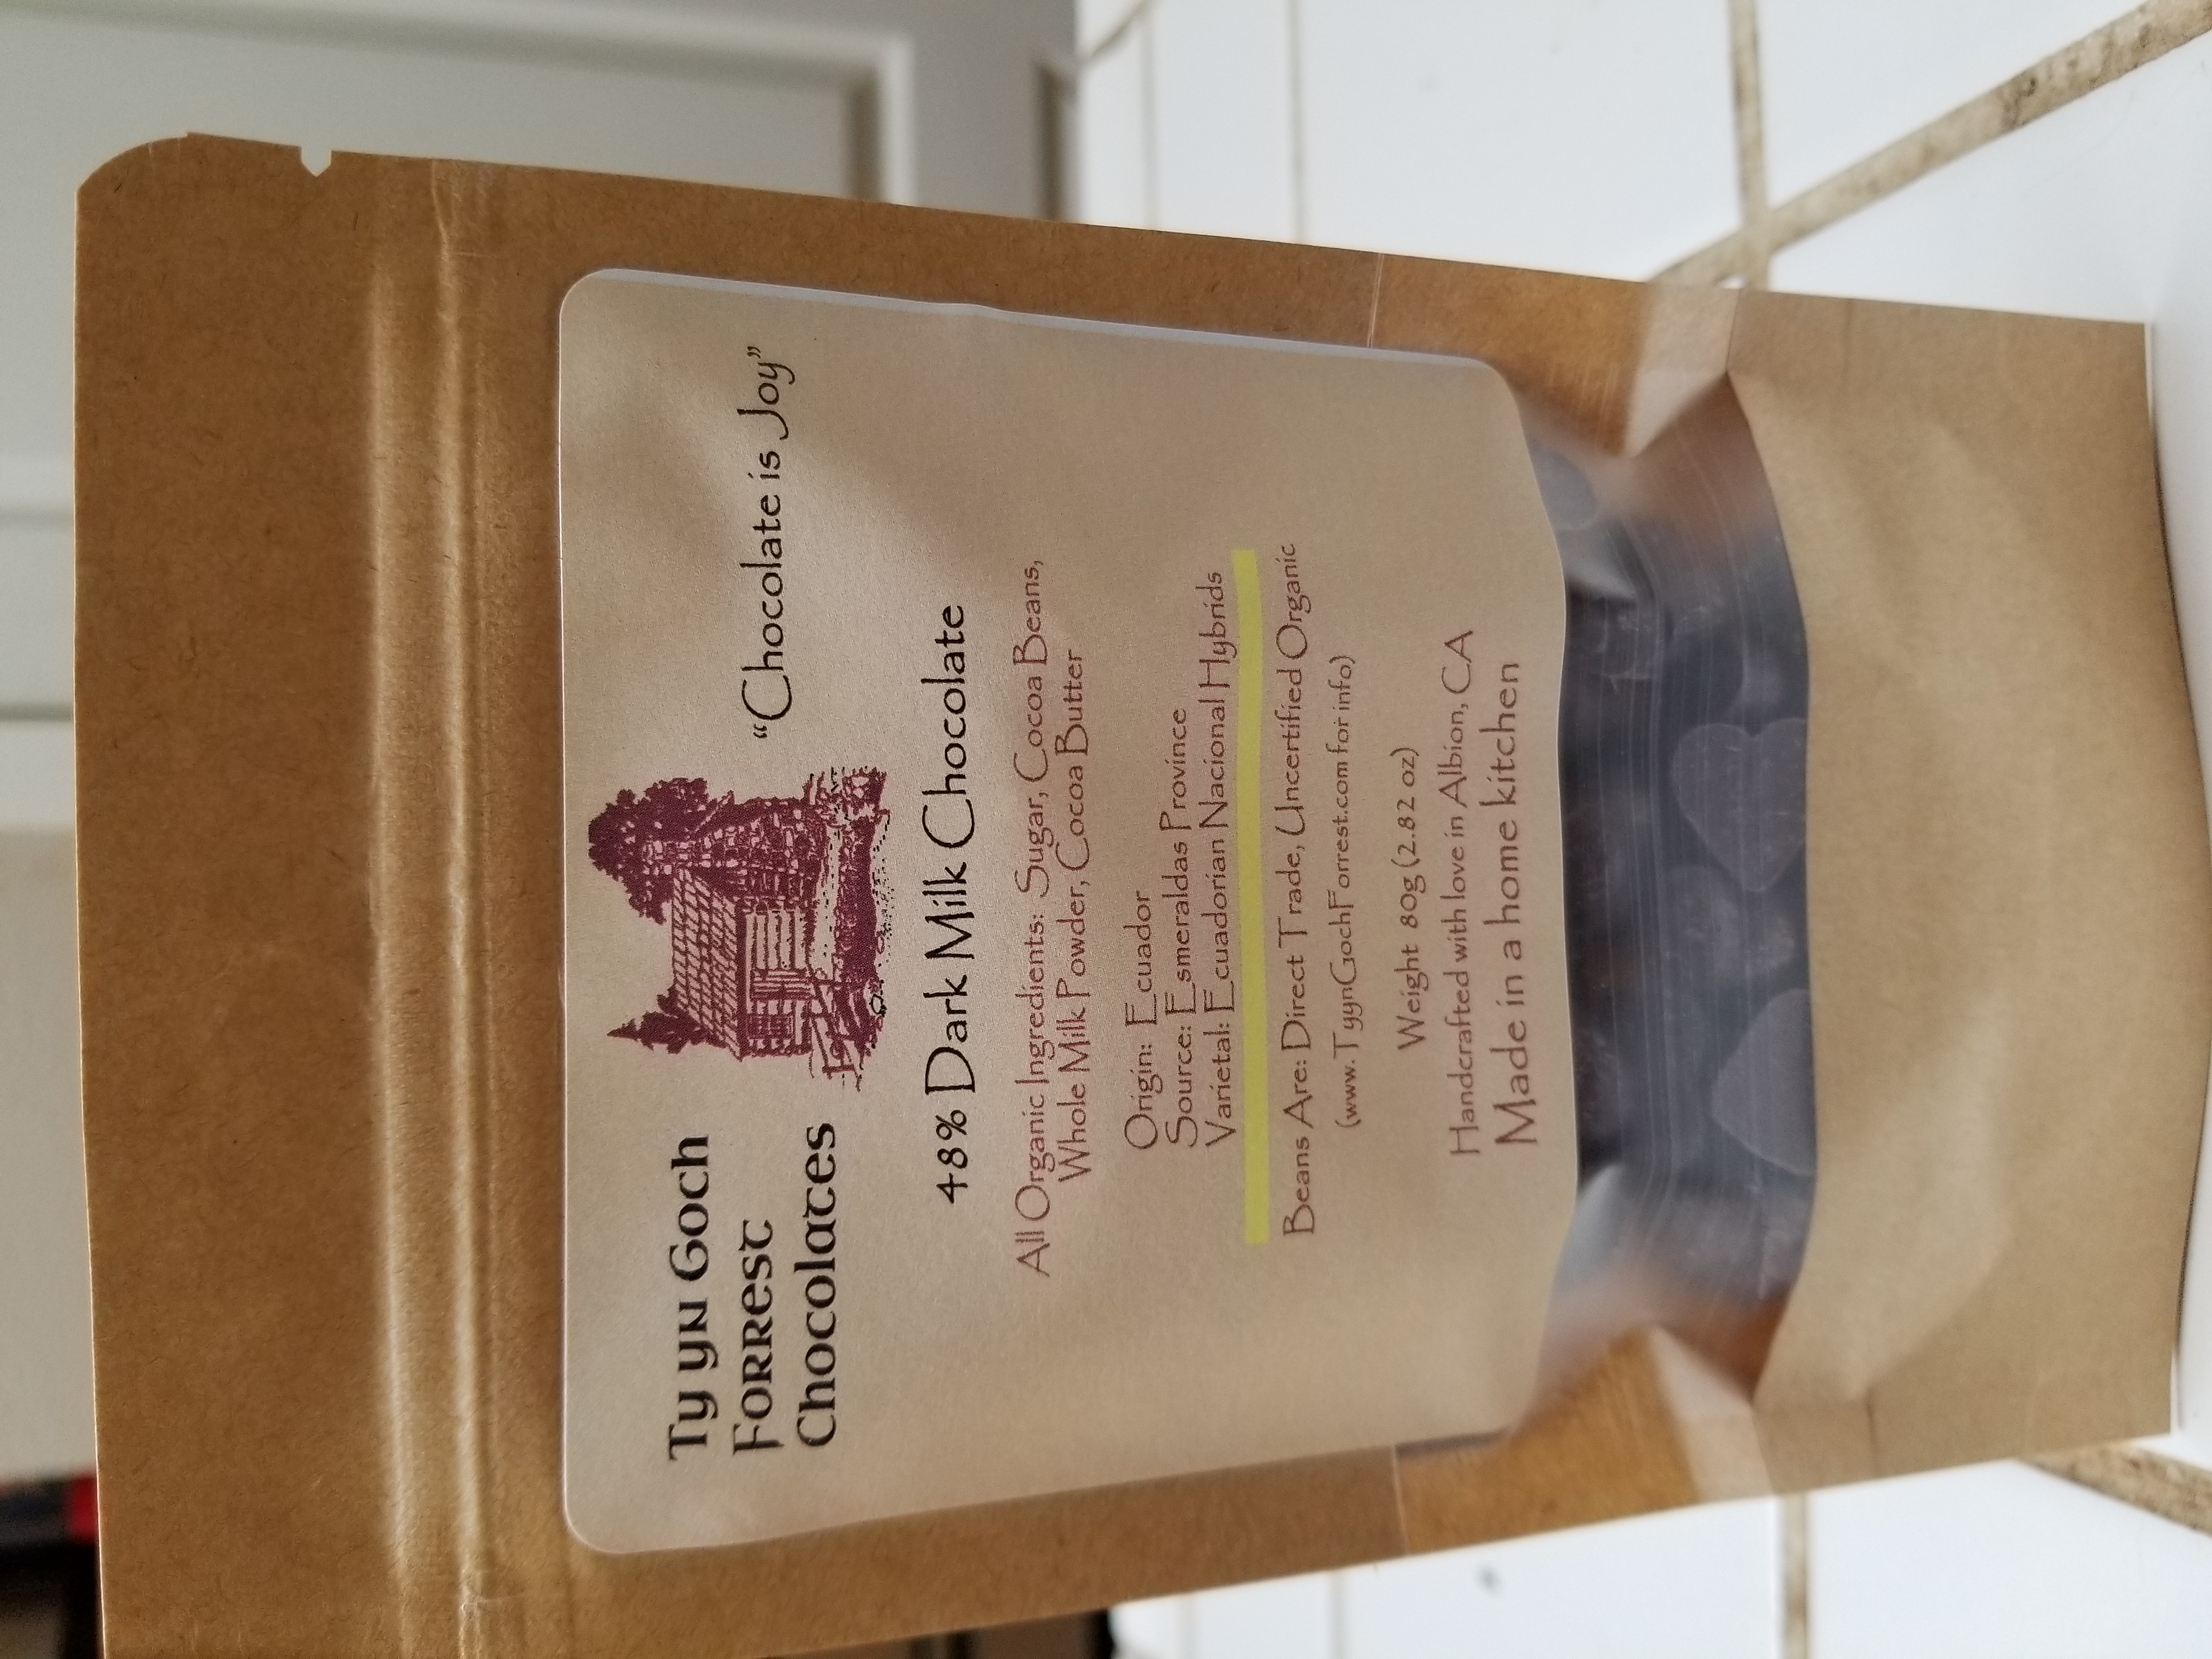 Ty yn Goch
Forrest
Chocolates
"Chocolate is Joy"
48% Dark Milk Chocolate
All Organic Ingredients: Sugar, Cocoa Beans,
Whole Milk Powder, Cocoa Butter
Origin: Ecuador
Source: Esmeraldas Province
Varietal: Ecuadorian Nacional Hybrids
Beans Are: Direct Trade, Uncertified Organic
(www.TyynGochForrest.com for info)
Weight 80g (2.82 oz)
Handcrafted with love in Albion, CA
Made in a home kitchen